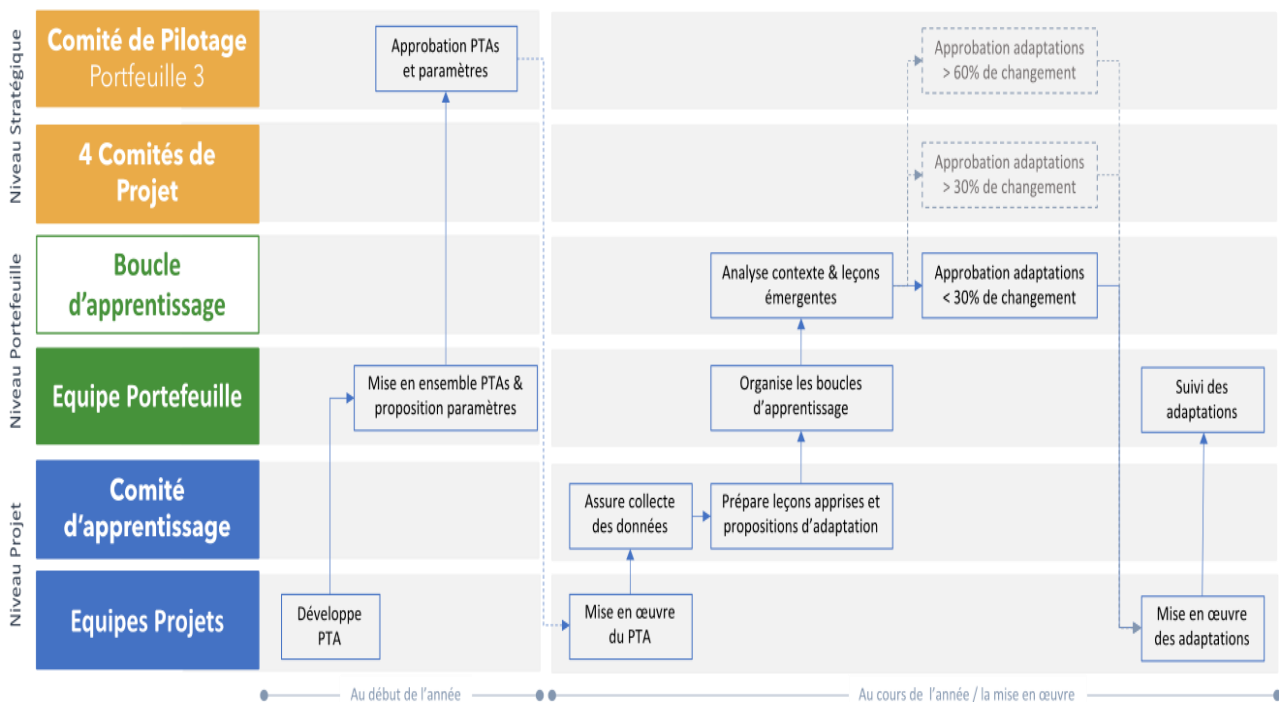 Niveau Stratégique
Comité de Pilotage
Portfeuille 3
Approbation PTAs
et paramètres
Approbation adaptations
> 60% de changement
4 Comités de
Projet
Approbation adaptations
> 30% de changement
Niveau Portefeuille
Boucle
d’apprentissage
Analyse contexte & leçons
émergentes
Approbation adaptations
< 30% de changement
Equipe Portefeuille
Mise en ensemble PTAs &
proposition paramètres
Organise les boucles
d’apprentissage
Suivi des
adaptations
Niveau Projet
Comité
d’apprentissage
Assure collecte
des données
Prépare leçons apprises et
propositions d’adaptation
Equipes Projets
Développe
PTA
Mise en œuvre
du PTA
Mise en œuvre
des adaptations
Au début de l’année
Au cours de l’année / la mise en œuvre